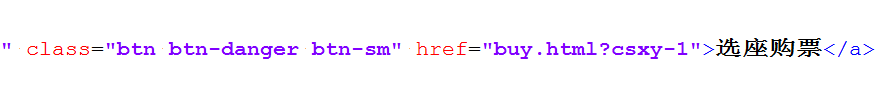 " class="btn btn-danger btn-sm" href="buy.html?csxy-1">选座购票</a>